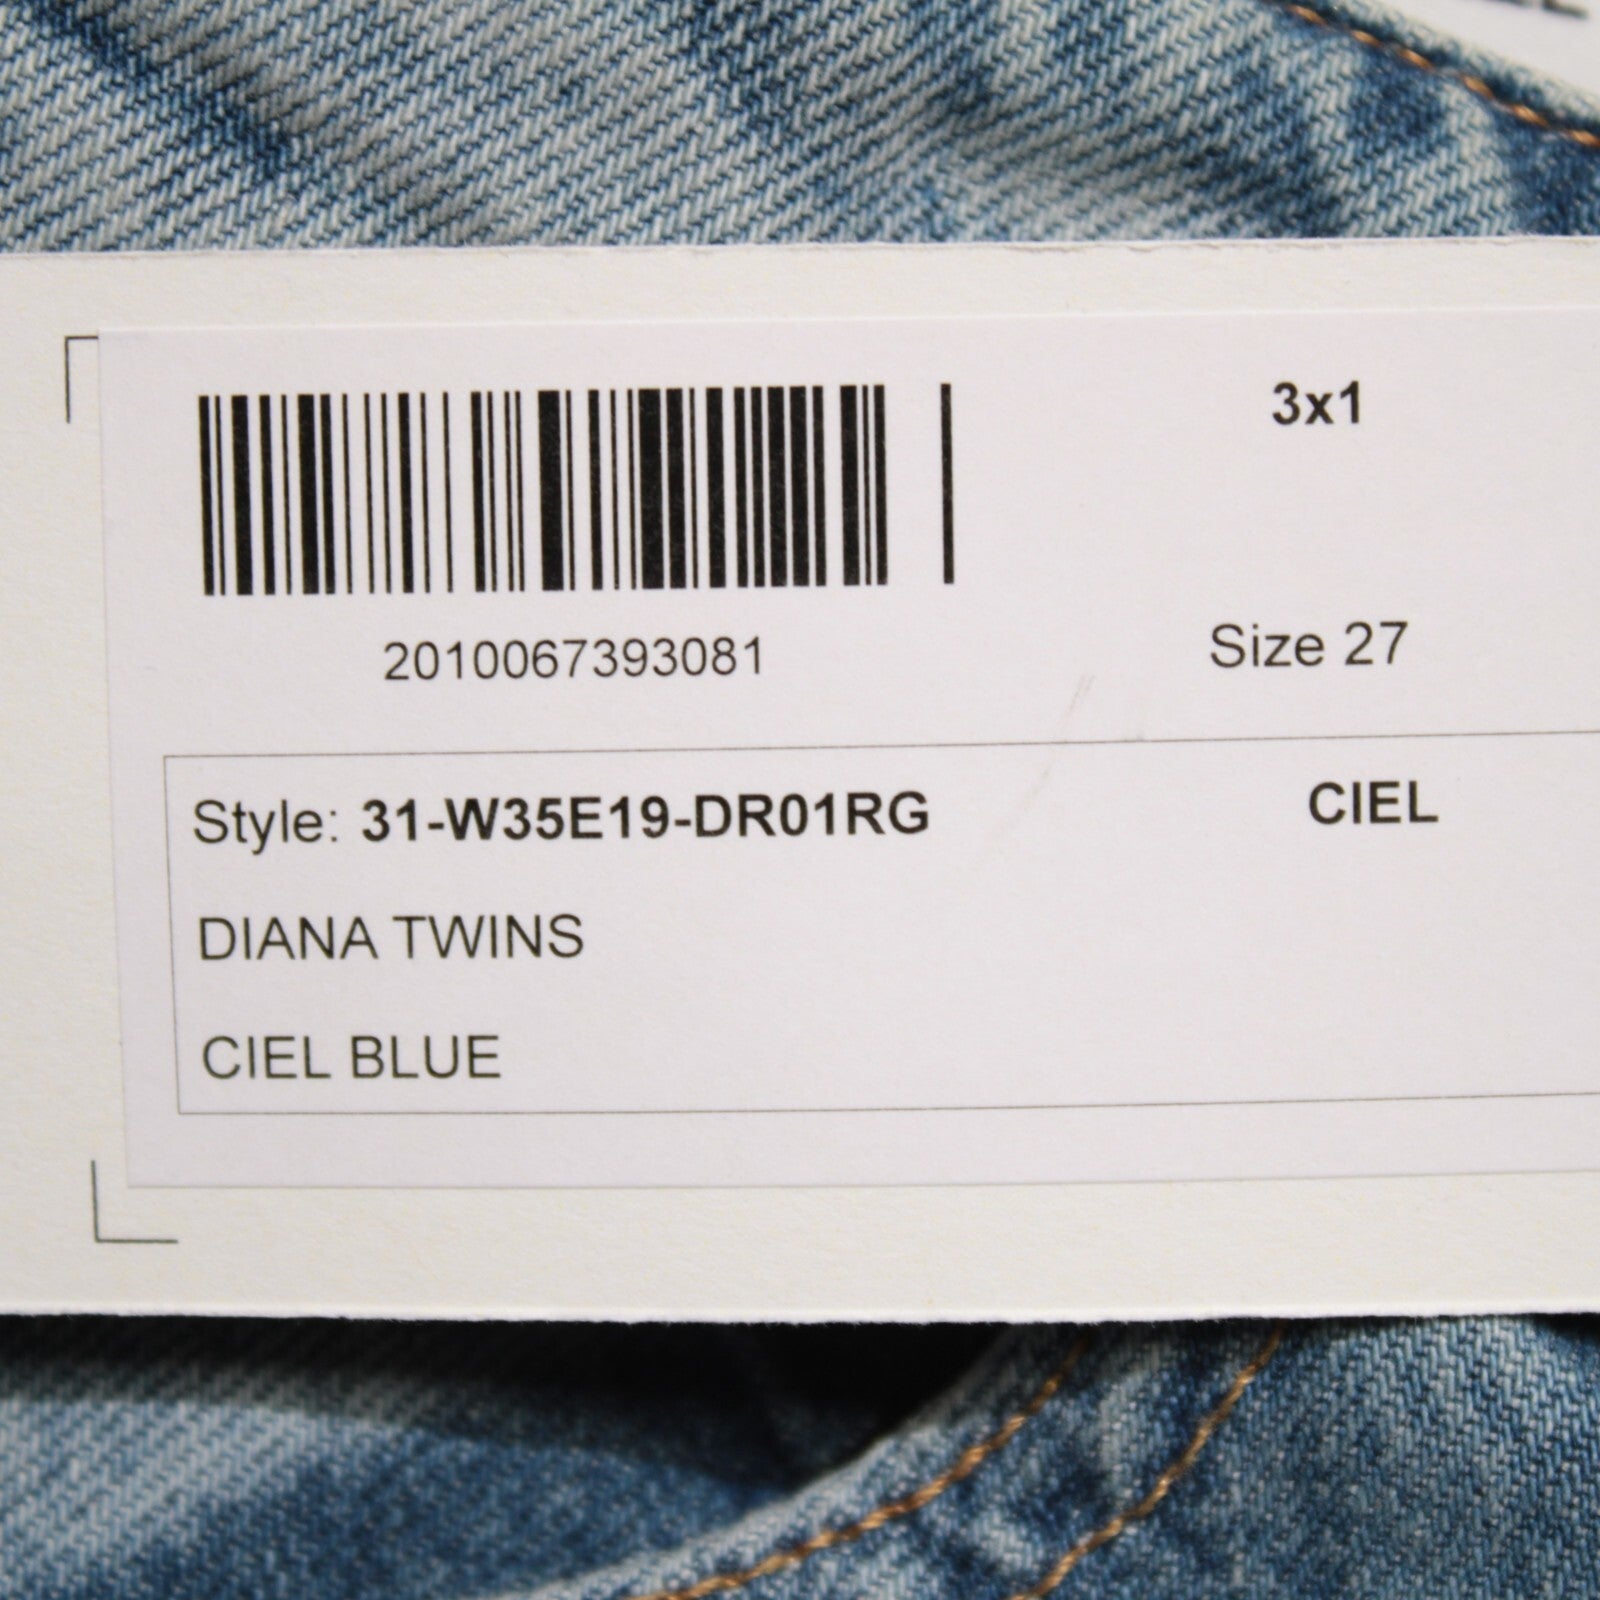 3x1
2010067393081
Size 27
Style: 31-W35E19-DR01RG CIEL
DIANA TWINS
CIEL BLUE